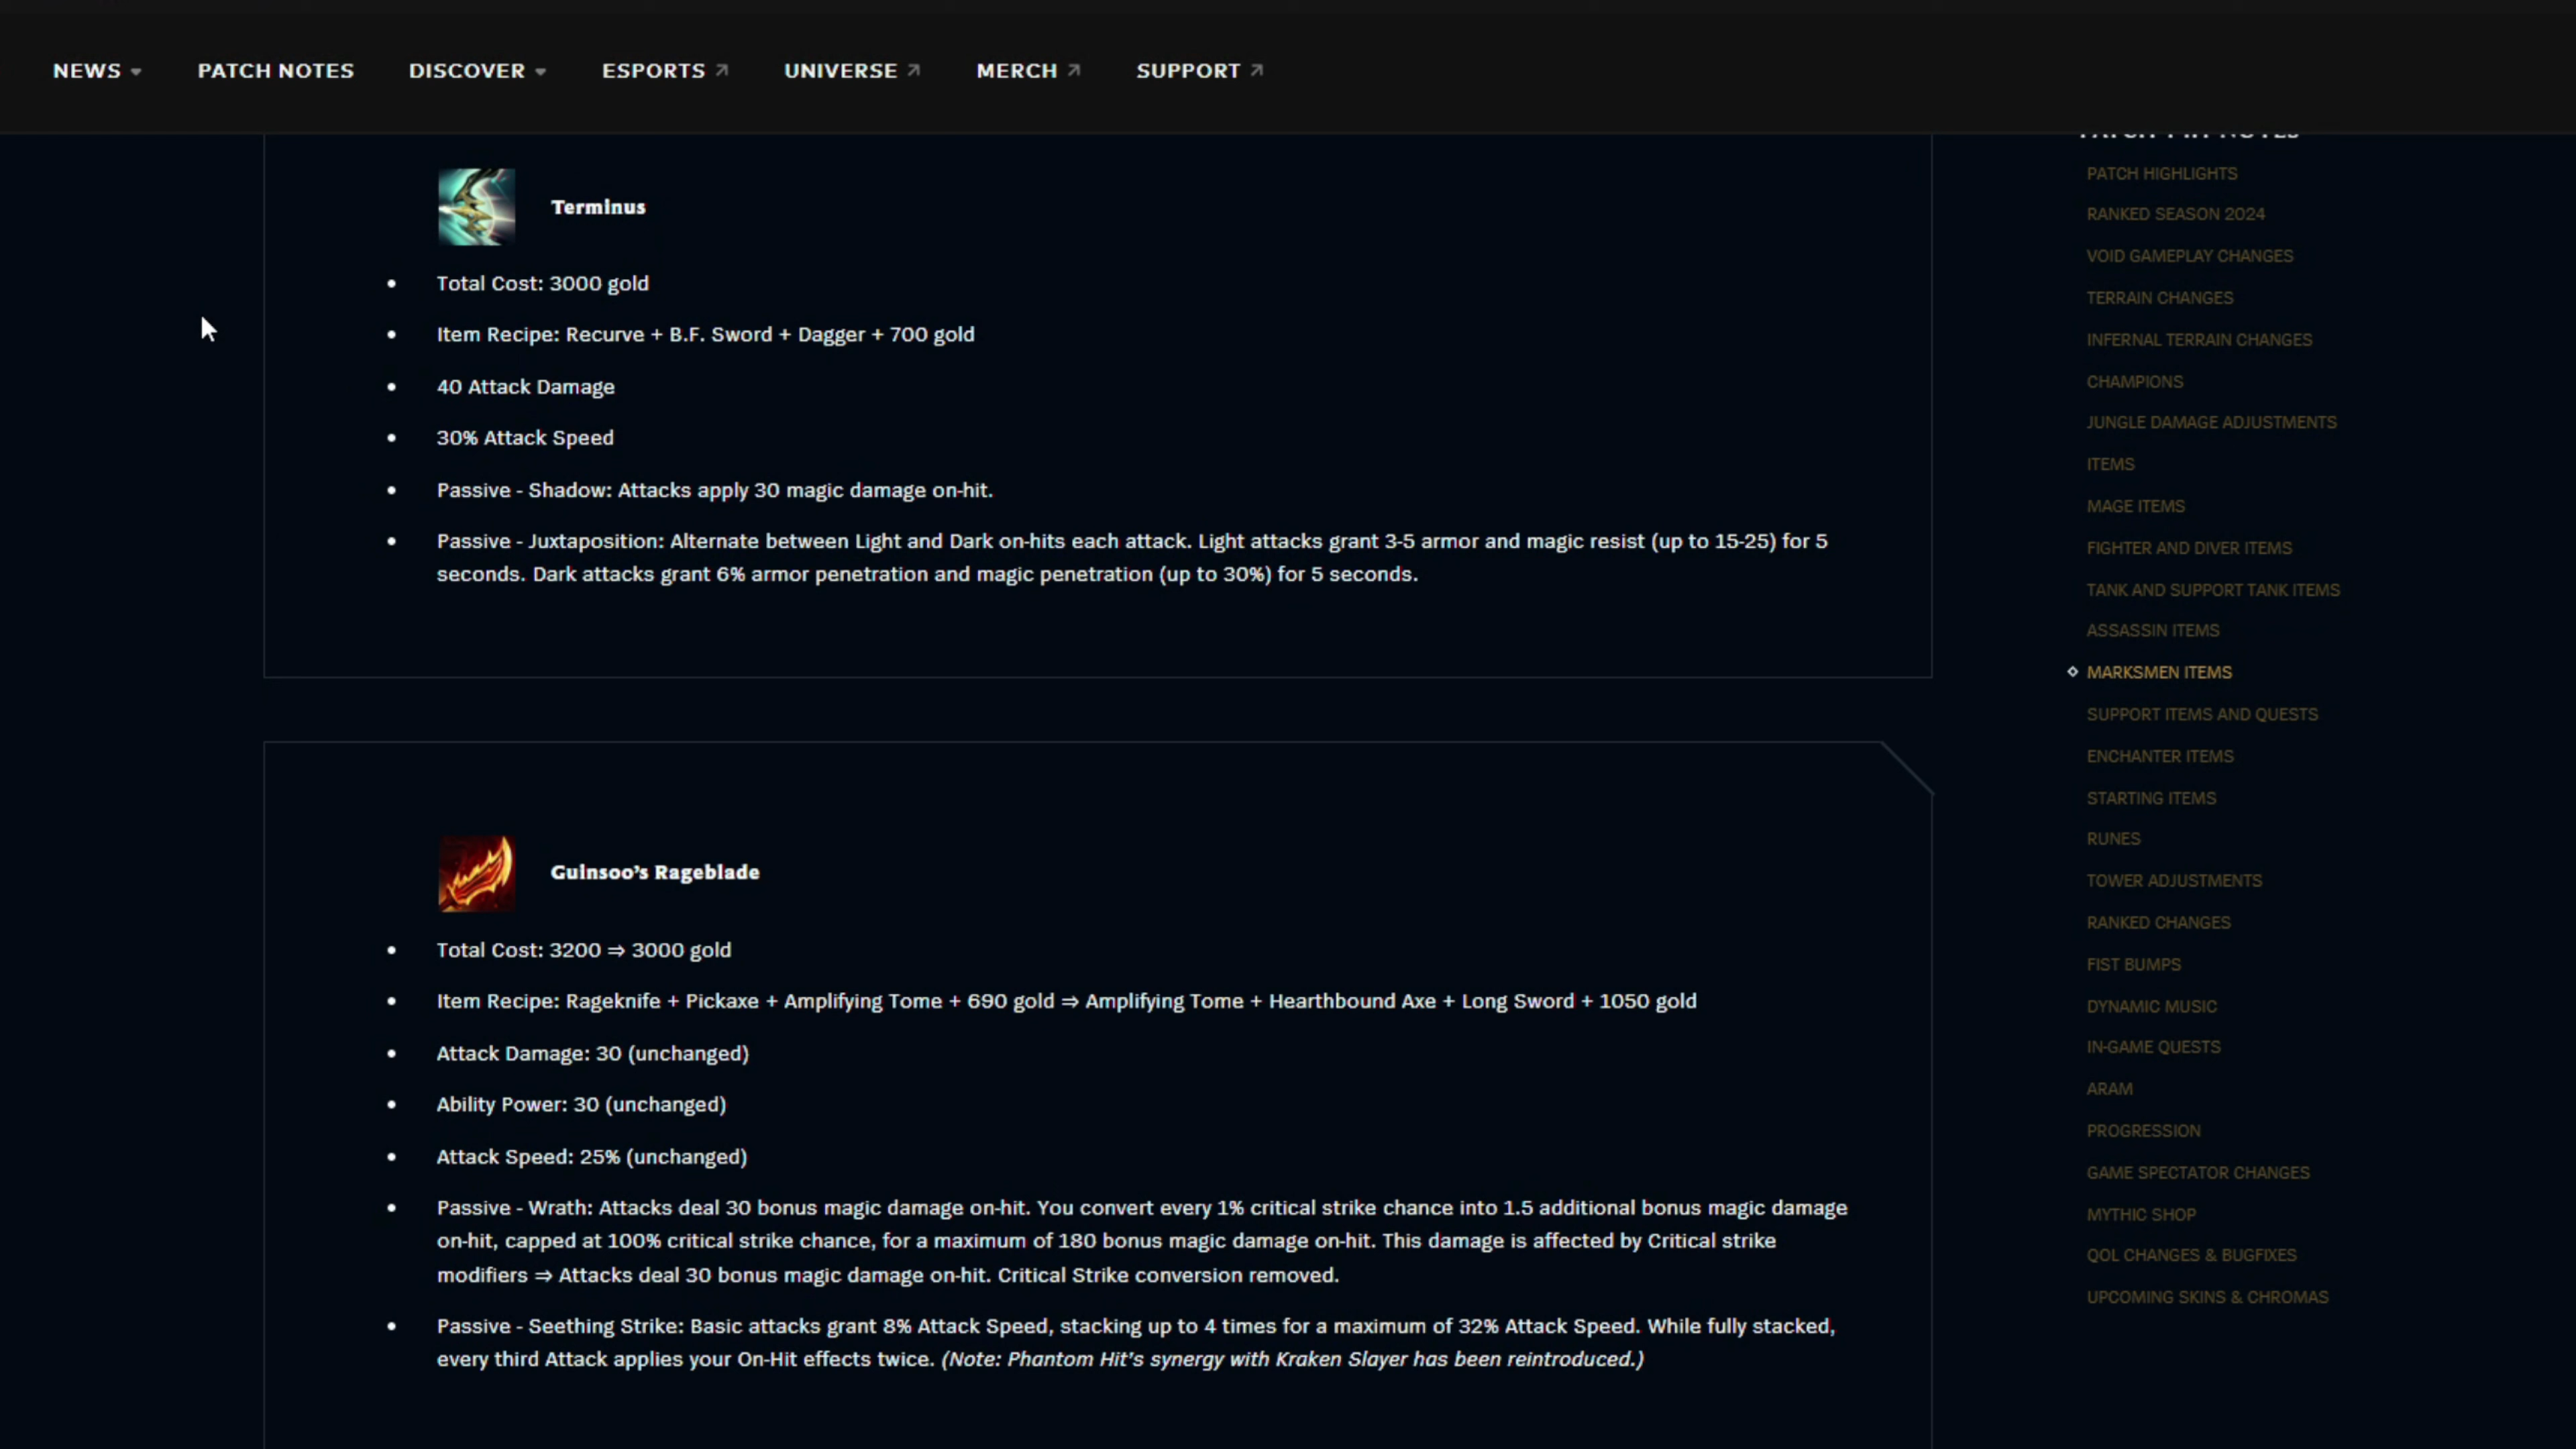 NEWS PATCH NOTES DISCOVER ESPORTS UNIVERSE MERCH SUPPORT
Terminus
• Total Cost: 3000 gold
• Item Recipe: Recurve + B.F. Sword + Dagger + 700 gold
• 40 Attack Damage
• 30% Attack Speed
• Passive - Shadow: Attacks apply 30 magic damage on-hit.
• Passive - Juxtaposition: Alternate between Light and Dark on-hits each attack. Light attacks grant 3-5 armor and magic resist (up to 15-25) for 5
seconds. Dark attacks grant 6% armor penetration and magic penetration (up to 30%) for 5 seconds.
Guinsoo’s Rageblade
• Total Cost: 3200 ⇒ 3000 gold
• Item Recipe: Rageknife + Pickaxe + Amplifying Tome + 690 gold ⇒ Amplifying Tome + Hearthbound Axe + Long Sword + 1050 gold
• Attack Damage: 30 (unchanged)
• Ability Power: 30 (unchanged)
• Attack Speed: 25% (unchanged)
• Passive - Wrath: Attacks deal 30 bonus magic damage on-hit. You convert every 1% critical strike chance into 1.5 additional bonus magic damage
on-hit, capped at 100% critical strike chance, for a maximum of 180 bonus magic damage on-hit. This damage is affected by Critical strike
modifiers ⇒ Attacks deal 30 bonus magic damage on-hit. Critical Strike conversion removed.
• Passive - Seething Strike: Basic attacks grant 8% Attack Speed, stacking up to 4 times for a maximum of 32% Attack Speed. While fully stacked,
every third Attack applies your On-Hit effects twice. (Note: Phantom Hit’s synergy with Kraken Slayer has been reintroduced.)
PATCH HIGHLIGHTS
RANKED SEASON 2024
VOID GAMEPLAY CHANGES
TERRAIN CHANGES
INFERNAL TERRAIN CHANGES
CHAMPIONS
JUNGLE DAMAGE ADJUSTMENTS
ITEMS
MAGE ITEMS
FIGHTER AND DIVER ITEMS
TANK AND SUPPORT TANK ITEMS
ASSASSIN ITEMS
MARKSMEN ITEMS
SUPPORT ITEMS AND QUESTS
ENCHANTER ITEMS
STARTING ITEMS
RUNES
TOWER ADJUSTMENTS
RANKED CHANGES
FIST BUMPS
DYNAMIC MUSIC
IN-GAME QUESTS
ARAM
PROGRESSION
GAME SPECTATOR CHANGES
MYTHIC SHOP
QOL CHANGES & BUGFIXES
UPCOMING SKINS & CHROMAS